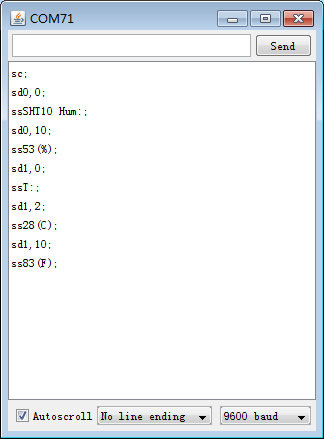 COM71
Send
sc;
sd0,0;
ssSHT10 Hum:;
sd0,10;
ss53(%);
sd1,0;
ssT:;
sd1,2;
ss28(C);
sd1,10;
ss83(F);
Autoscroll No line ending 9600 baud